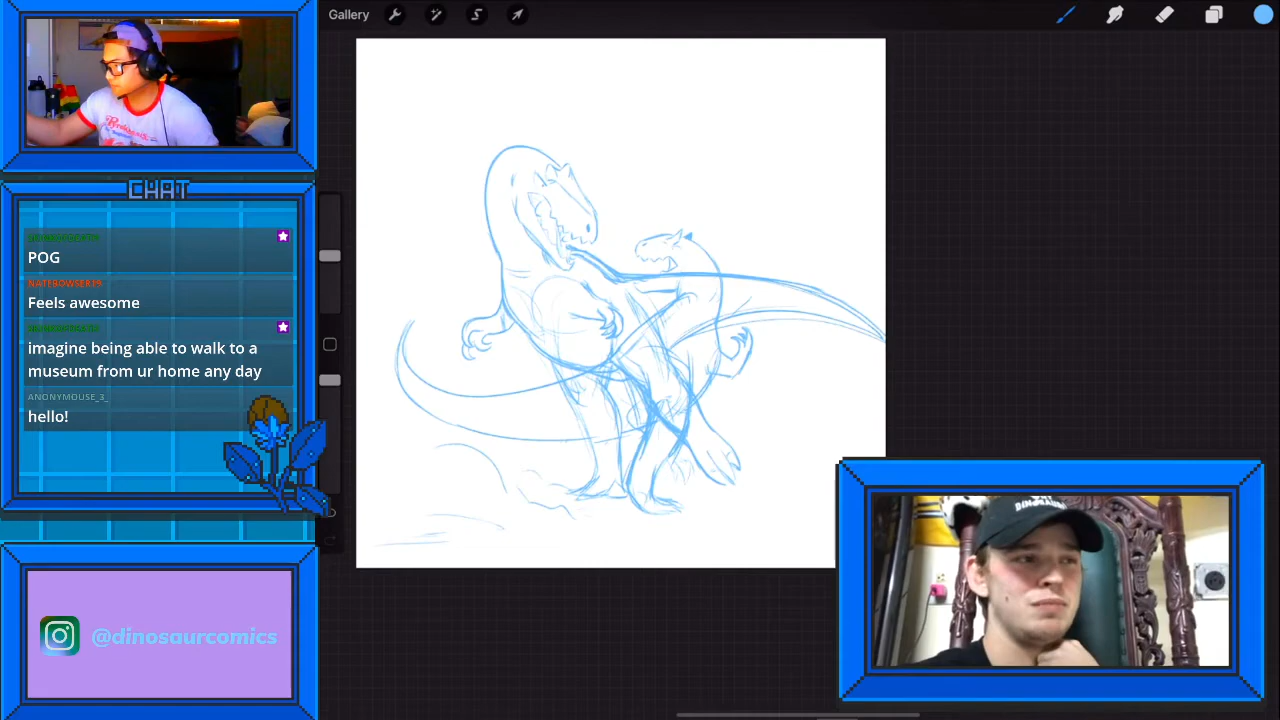 Gallery
CHAT
POG
NATEBOWSER19
Feels awesome
imagine being able to walk to a
museum from ur home any day
ANONYMOUSE_3_
hello!
@dinosaurcomics